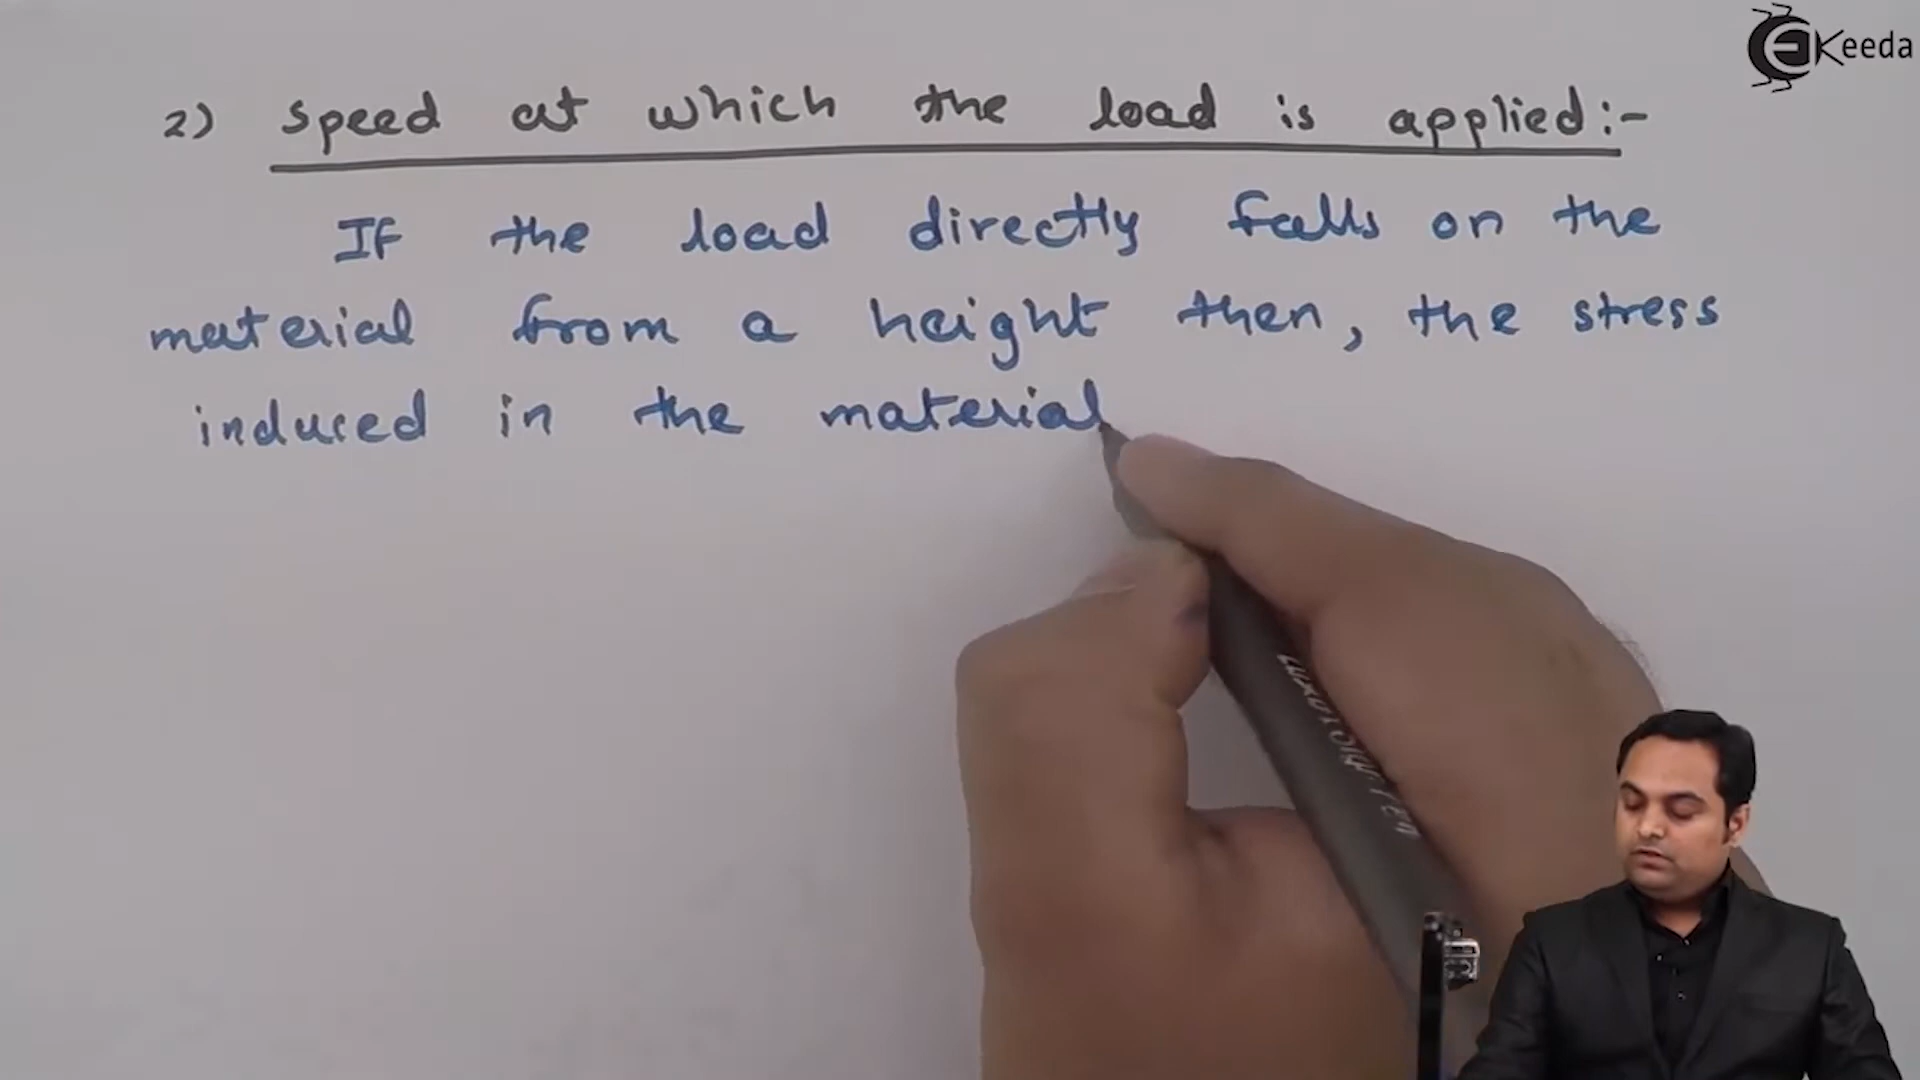 Keeda
2) Speed at which the load is applied:-
If the load directly falls on the
material from a height then, the stress
induced in the material